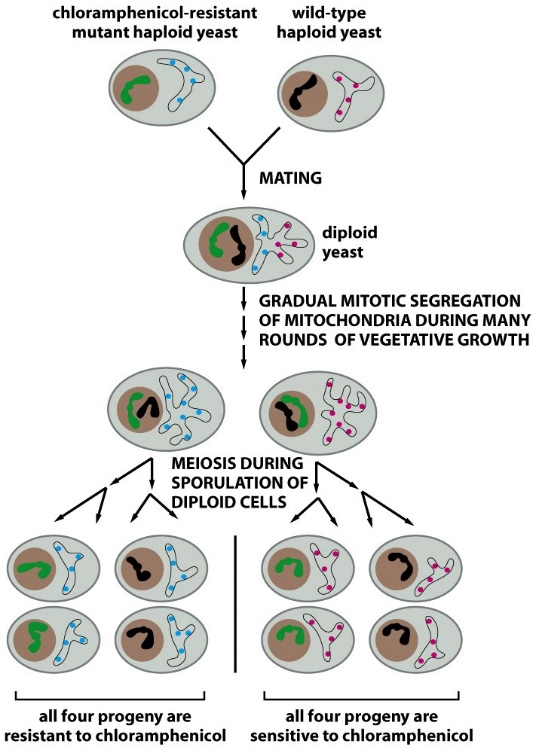 chloramphenicol-resistant
mutant haploid yeast
wild-type
haploid yeast
MATING
diploid
yeast
GRADUAL MITOTIC SEGREGATION
OF MITOCHONDRIA DURING MANY
ROUNDS OF VEGETATIVE GROWTH
MEIOSIS DURING
SPORULATION OF
DIPLOID CELLS
all four progeny are
resistant to chloramphenicol
all four progeny are
sensitive to chloramphenicol